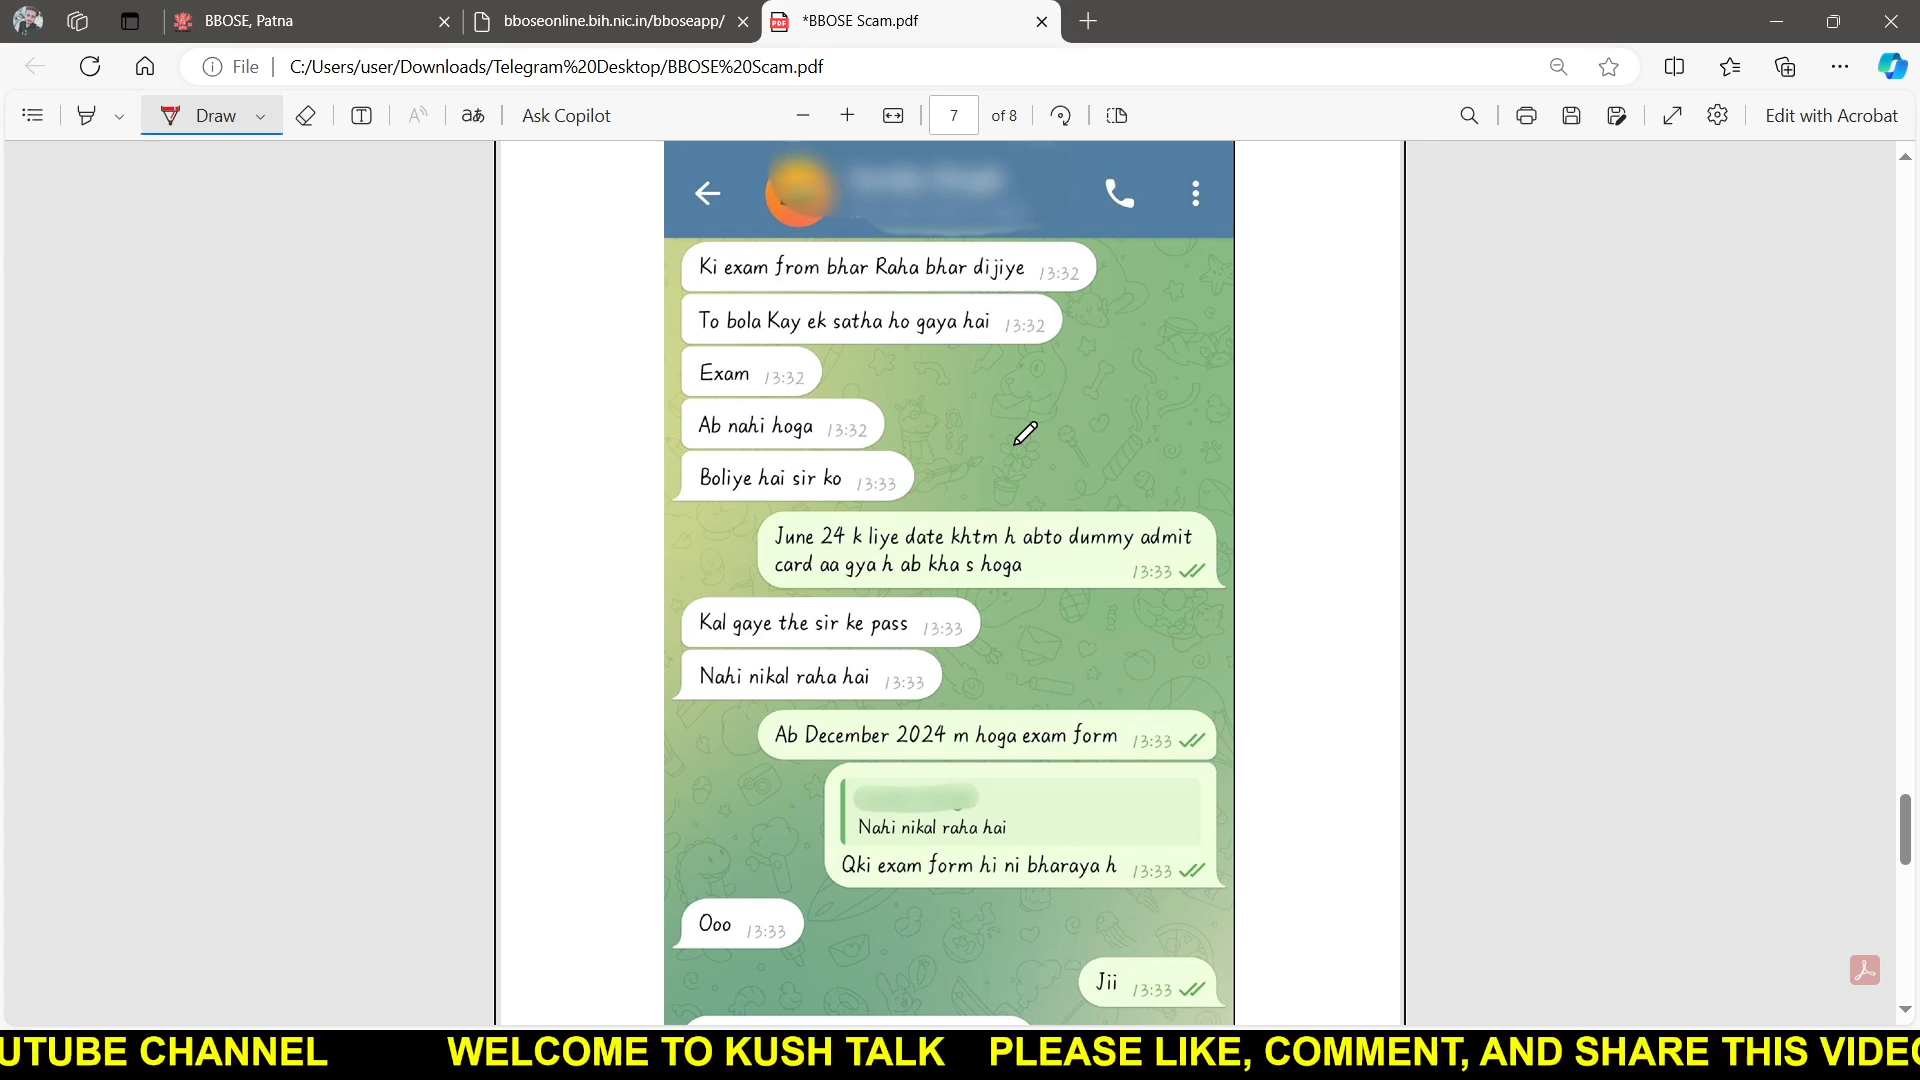 BBOSE, Patna
bboseonline.bih.nic.in/bboseapp/
*BBOSE Scam.pdf
File
C:/Users/user/Downloads/Telegram%20Desktop/BBOSE%20Scam.pdf
Draw
Ask Copilot
7 of 8
Edit with Acrobat
Ki exam from bhar Raha bhar dijiye 13:32
To bola Kay ek satha ho gaya hai 13:32
Exam 13:32
Ab nahi hoga 13:32
Boliye hai sir ko 13:33
June 24 k liye date khtm h abto dummy admit
card aa gya h ab kha s hoga 13:33
Kal gaye the sir ke pass 13:33
Nahi nikal raha hai 13:33
Ab December 2024 m hoga exam form 13:33
Nahi nikal raha hai
Qki exam form hi ni bharaya h 13:33
Ooo 13:33
Jii 13:33
UTUBE CHANNEL WELCOME TO KUSH TALK PLEASE LIKE, COMMENT, AND SHARE THIS VIDEO